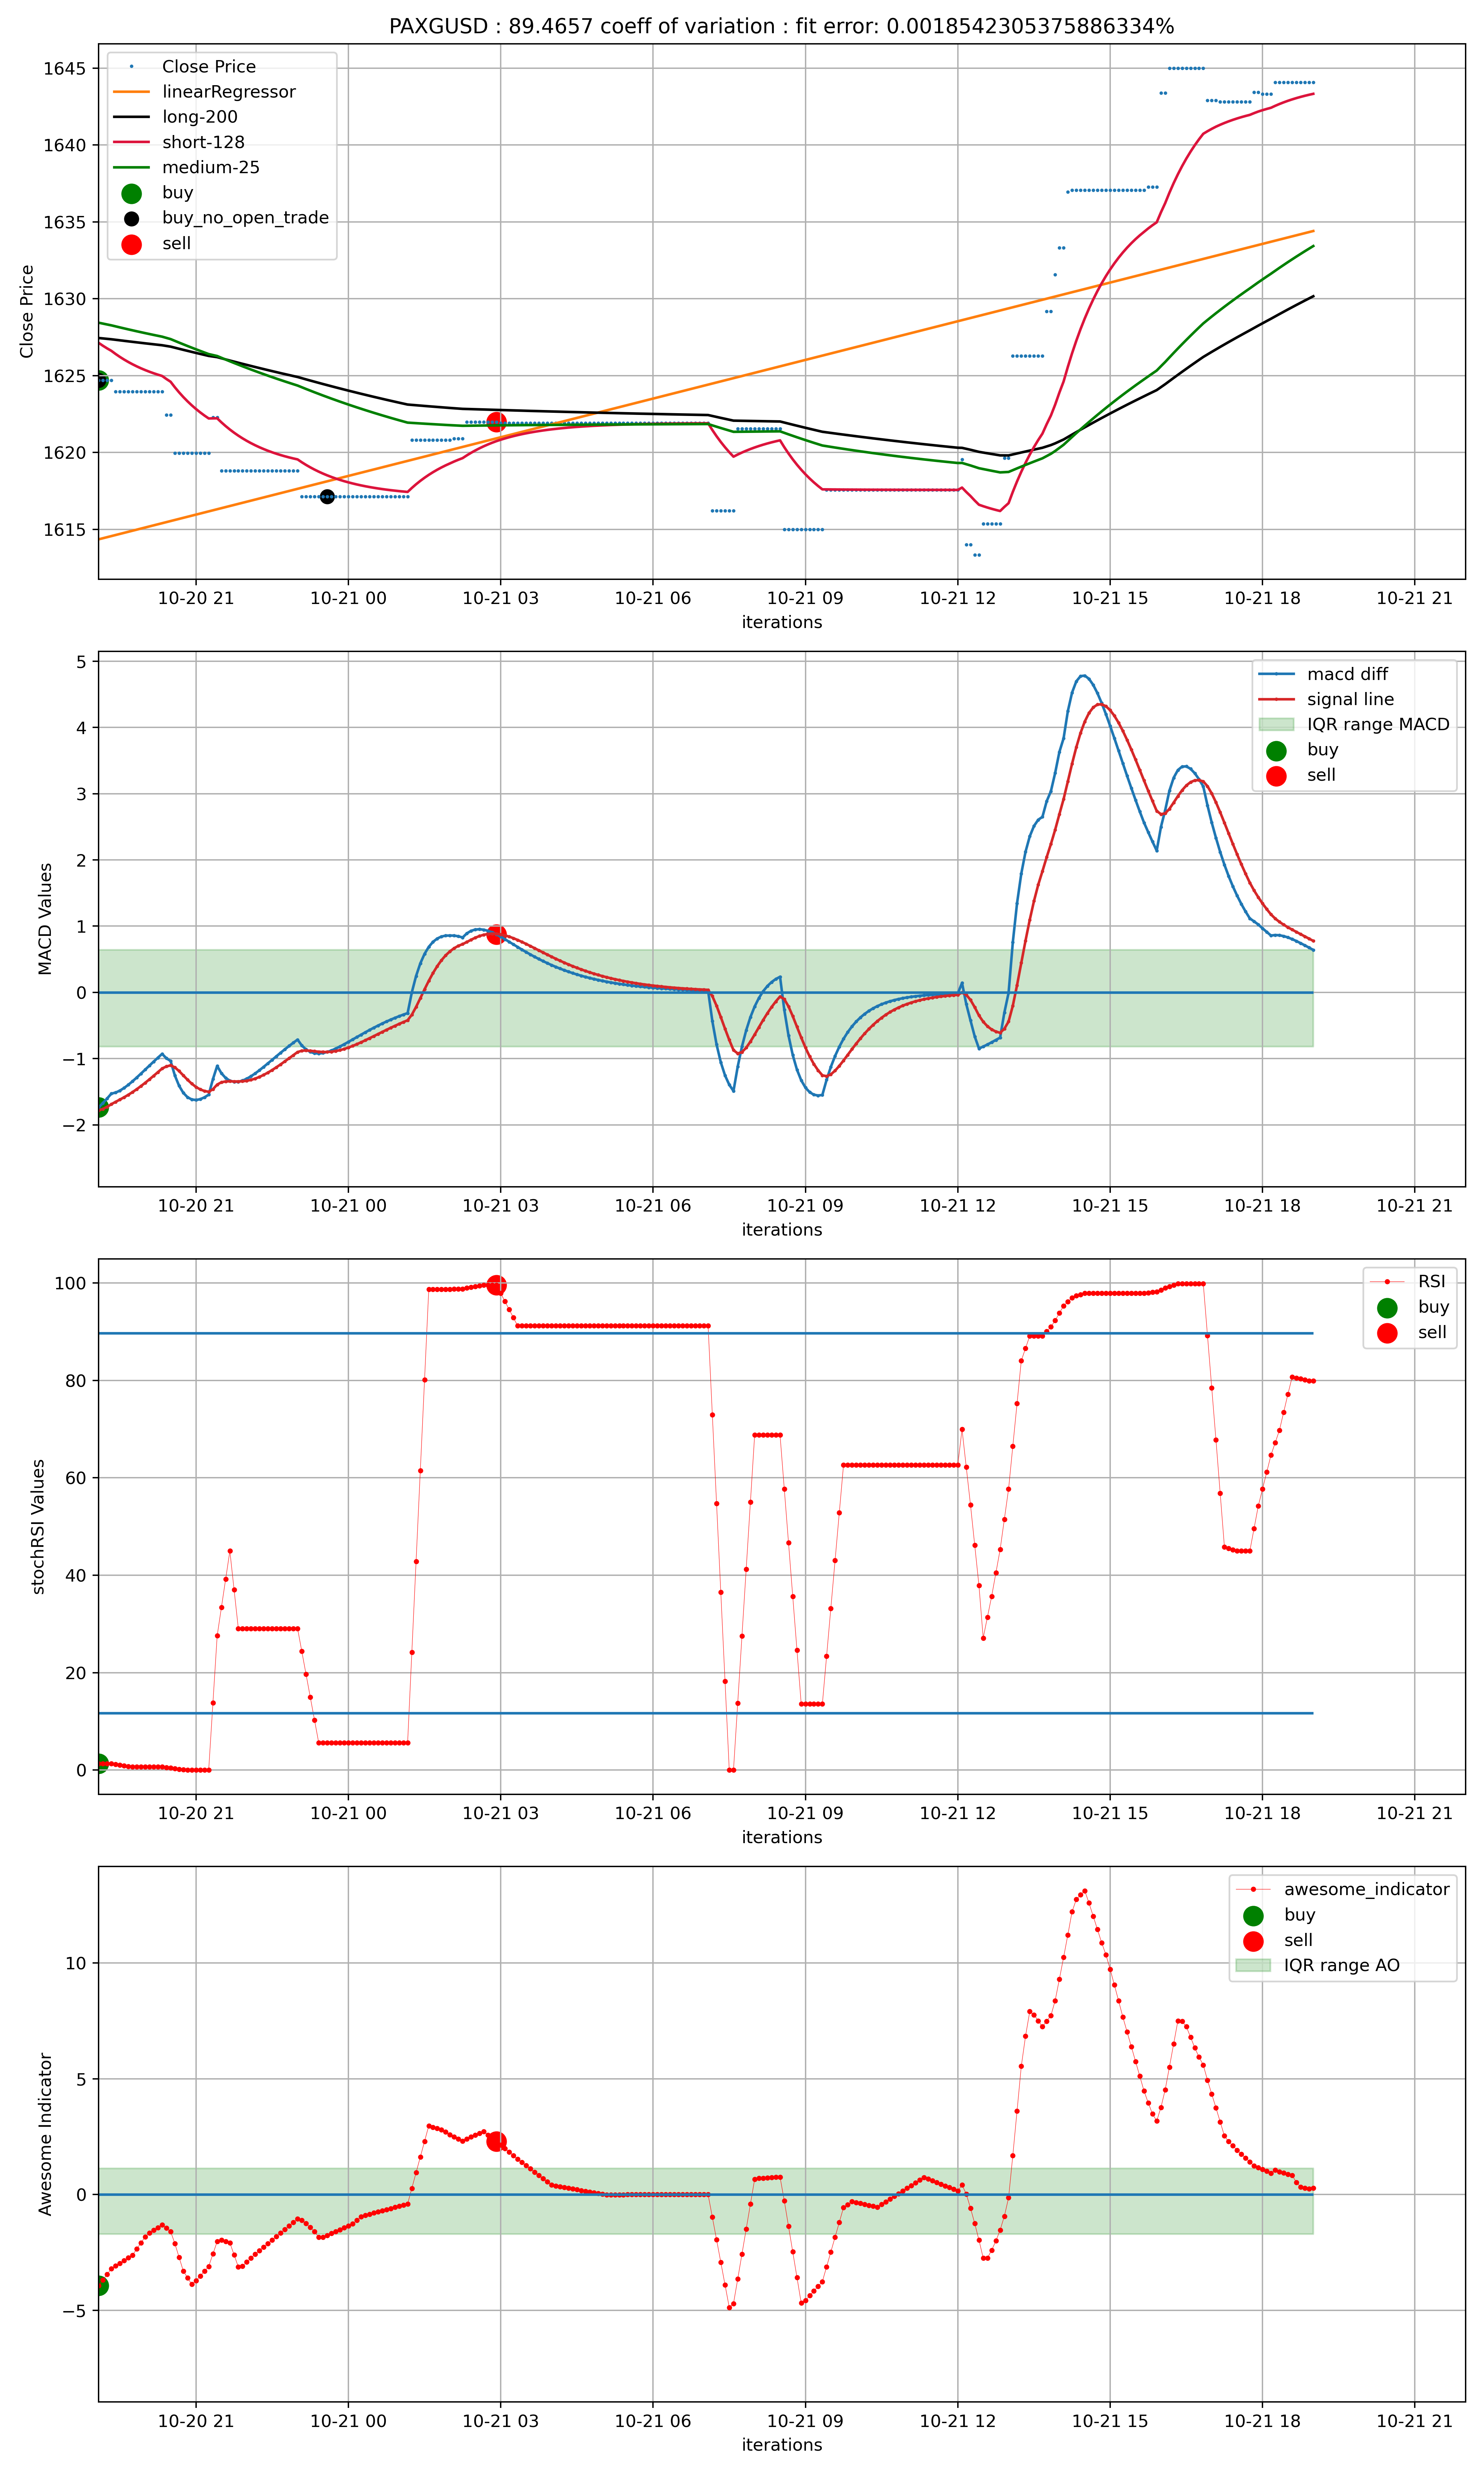 PAXGUSD : 89.4657 coeff of variation : fit error: 0.0018542305375886334%
Close Price
linearRegressor
long-200
short-128
medium-25
buy
buy_no_open_trade
sell
Close Price
1645
1640
1635
1630
1625
1620
1615
10-20 21 10-21 00 10-21 03 10-21 06 10-21 09 10-21 12 10-21 15 10-21 18 10-21 21
iterations
macd diff
signal line
IQR range MACD
buy
sell
MACD Values
5
4
3
2
1
0
−1
−2
10-20 21 10-21 00 10-21 03 10-21 06 10-21 09 10-21 12 10-21 15 10-21 18 10-21 21
iterations
RSI
buy
sell
stochRSI Values
100
80
60
40
20
0
10-20 21 10-21 00 10-21 03 10-21 06 10-21 09 10-21 12 10-21 15 10-21 18 10-21 21
iterations
awesome_indicator
buy
sell
IQR range AO
Awesome Indicator
10
5
0
−5
10-20 21 10-21 00 10-21 03 10-21 06 10-21 09 10-21 12 10-21 15 10-21 18 10-21 21
iterations